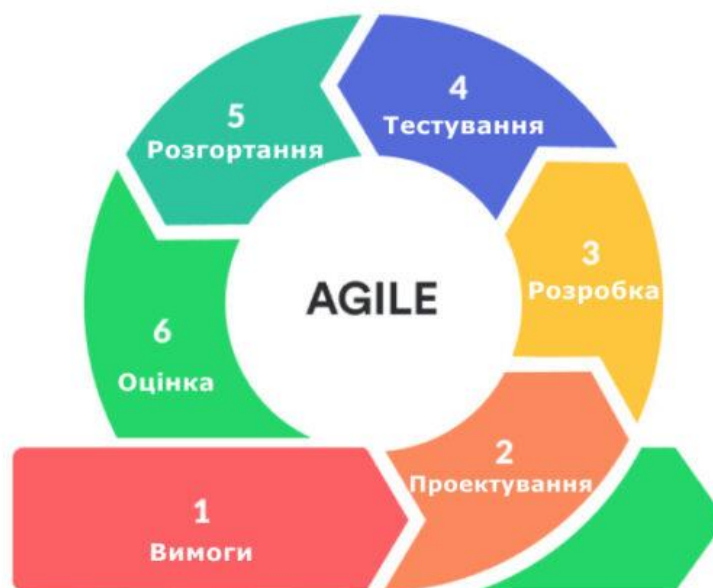 1
Вимоги
2
Проектування
3
Розробка
4
Тестування
5
Розгортання
6
Оцінка
AGILE